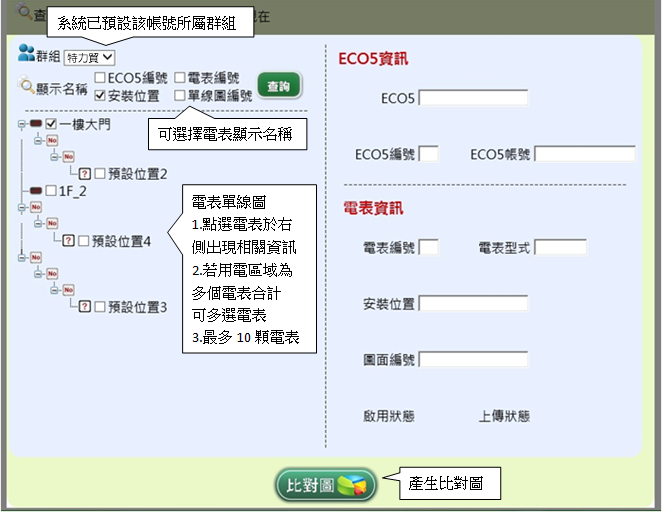 查
系統已預設該帳號所屬群組
現在
群組 特力貿
顯示名稱 ECO5編號 電表編號
安裝位置 單線圖編號
查詢
可選擇電表顯示名稱
一樓大門
No
No
? 預設位置2
1F_2
No
No
? 預設位置4
No
No
No
? 預設位置3
電表單線圖
1.點選電表於右
側出現相關資訊
2.若用電區域為
多個電表合計
可多選電表
3.最多 10 顆電表
ECO5資訊
ECO5
ECO5編號 ECO5帳號
電表資訊
電表編號 電表型式
安裝位置
圖面編號
啟用狀態 上傳狀態
比對圖
產生比對圖